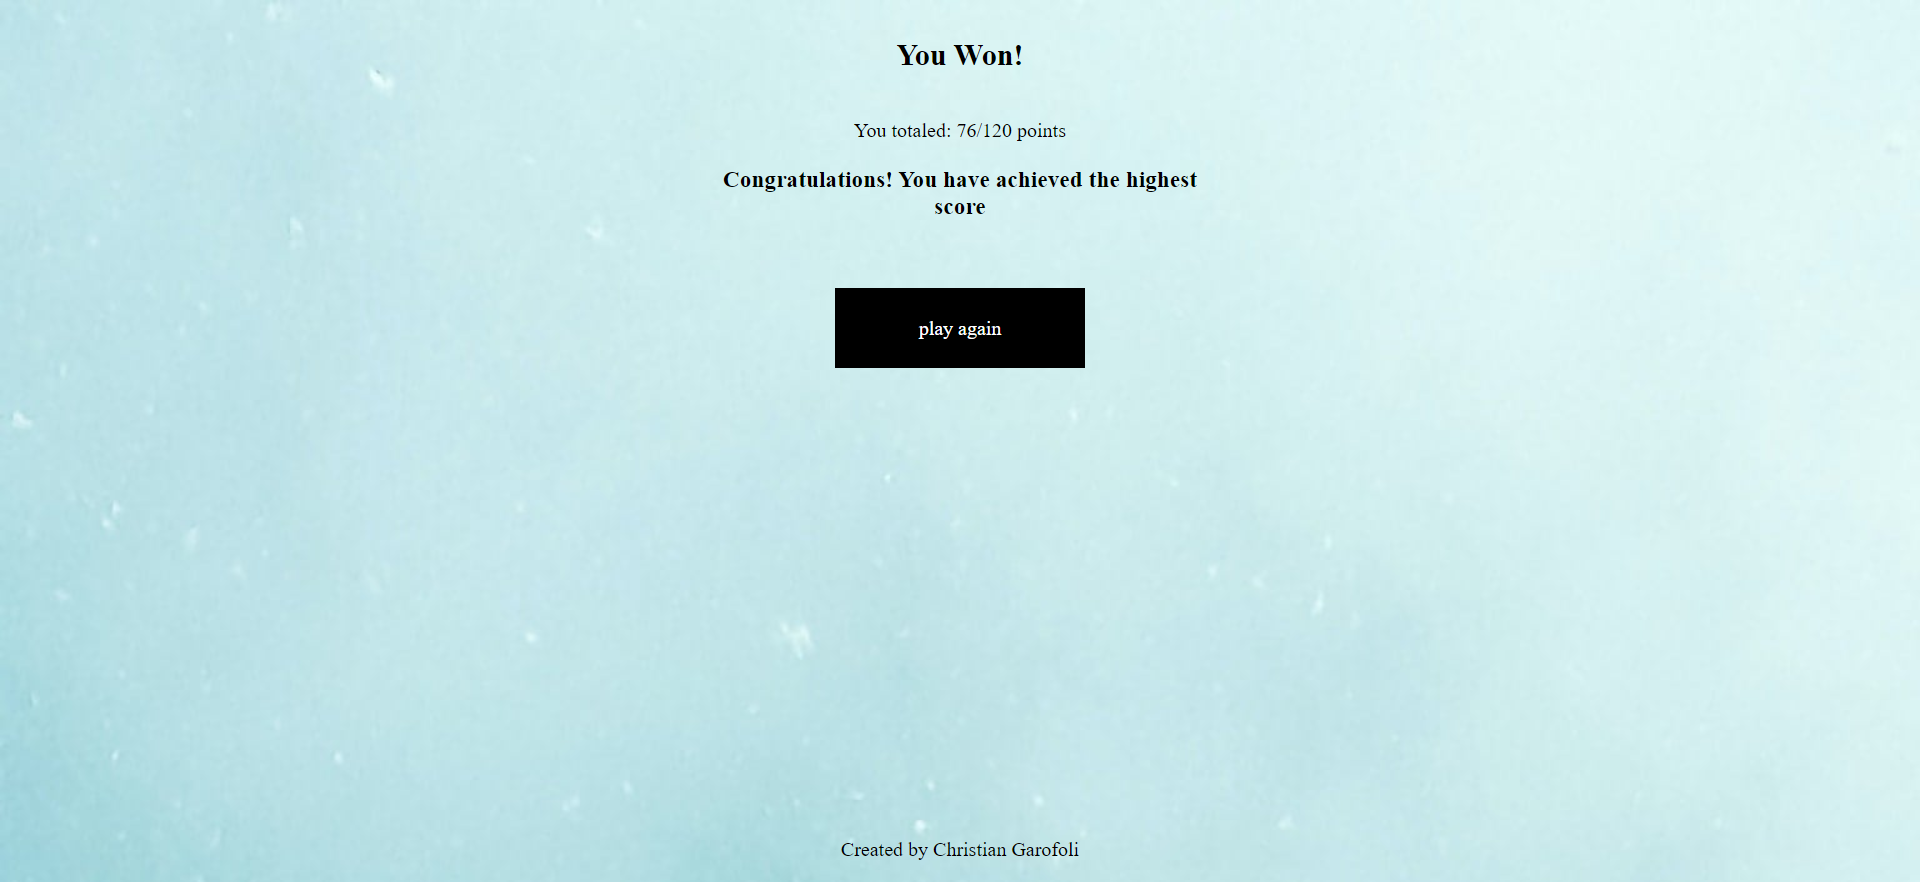 You Won!
You totaled: 76/120 points
Congratulations! You have achieved the highest
score
play again
Created by Christian Garofoli